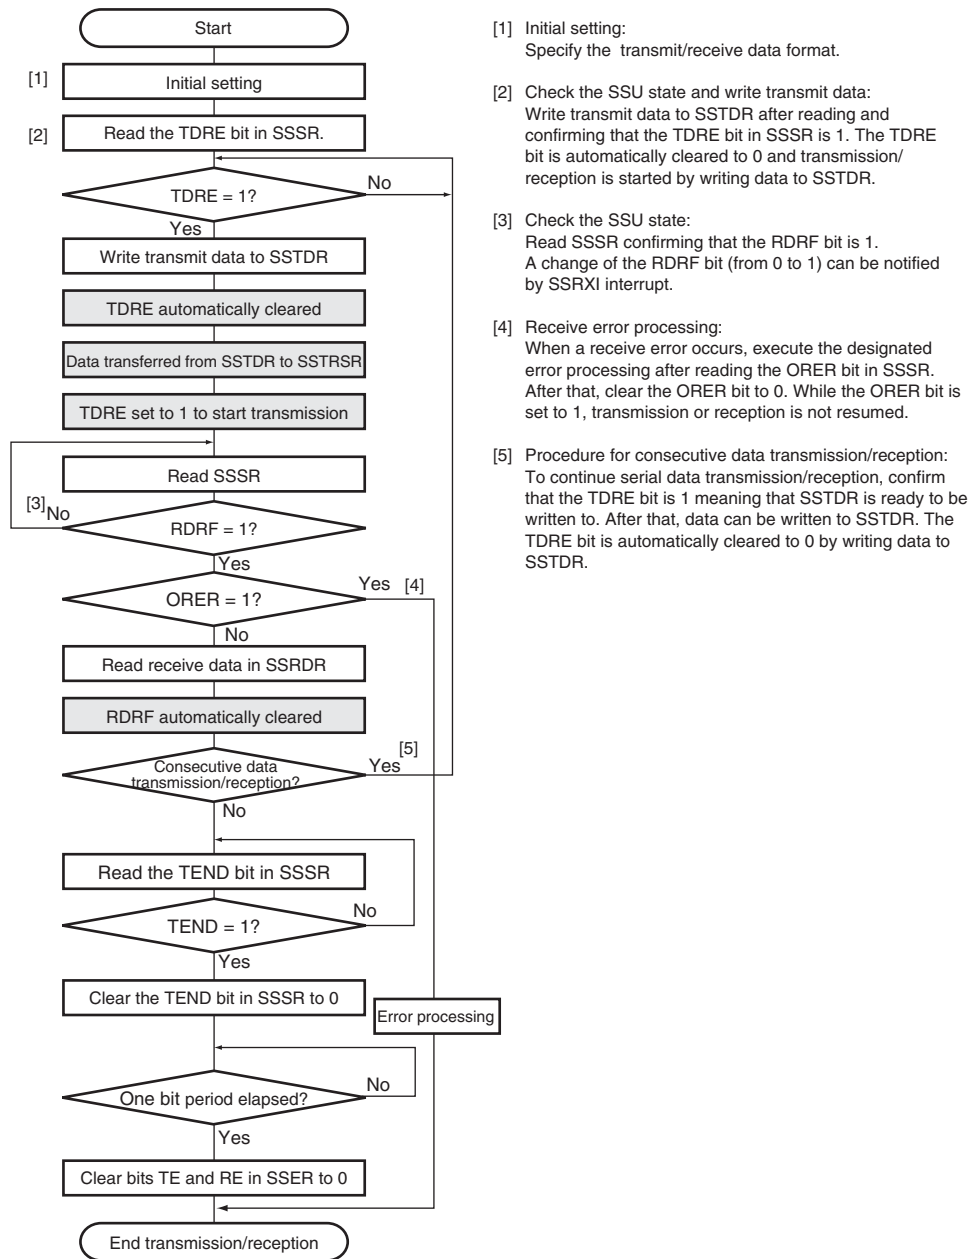 Start
[1]
Initial setting
[2]
Read the TDRE bit in SSSR.
TDRE = 1?
No
Yes
Write transmit data to SSTDR
TDRE automatically cleared
Data transferred from SSTDR to SSTRSR
TDRE set to 1 to start transmission
Read SSSR
[3]
No
RDRF = 1?
Yes
ORER = 1?
Yes [4]
No
Read receive data in SSRDR
RDRF automatically cleared
[5]
Consecutive data
transmission/reception?
Yes
No
Read the TEND bit in SSSR
TEND = 1?
No
Yes
Clear the TEND bit in SSSR to 0
Error processing
One bit period elapsed?
No
Yes
Clear bits TE and RE in SSER to 0
End transmission/reception
[1] Initial setting:
Specify the transmit/receive data format.
[2] Check the SSU state and write transmit data:
Write transmit data to SSTDR after reading and
confirming that the TDRE bit in SSSR is 1. The TDRE
bit is automatically cleared to 0 and transmission/
reception is started by writing data to SSTDR.
[3] Check the SSU state:
Read SSSR confirming that the RDRF bit is 1.
A change of the RDRF bit (from 0 to 1) can be notified
by SSRXI interrupt.
[4] Receive error processing:
When a receive error occurs, execute the designated
error processing after reading the ORER bit in SSSR.
After that, clear the ORER bit to 0. While the ORER bit is
set to 1, transmission or reception is not resumed.
[5] Procedure for consecutive data transmission/reception:
To continue serial data transmission/reception, confirm
that the TDRE bit is 1 meaning that SSTDR is ready to be
written to. After that, data can be written to SSTDR. The
TDRE bit is automatically cleared to 0 by writing data to
SSTDR.